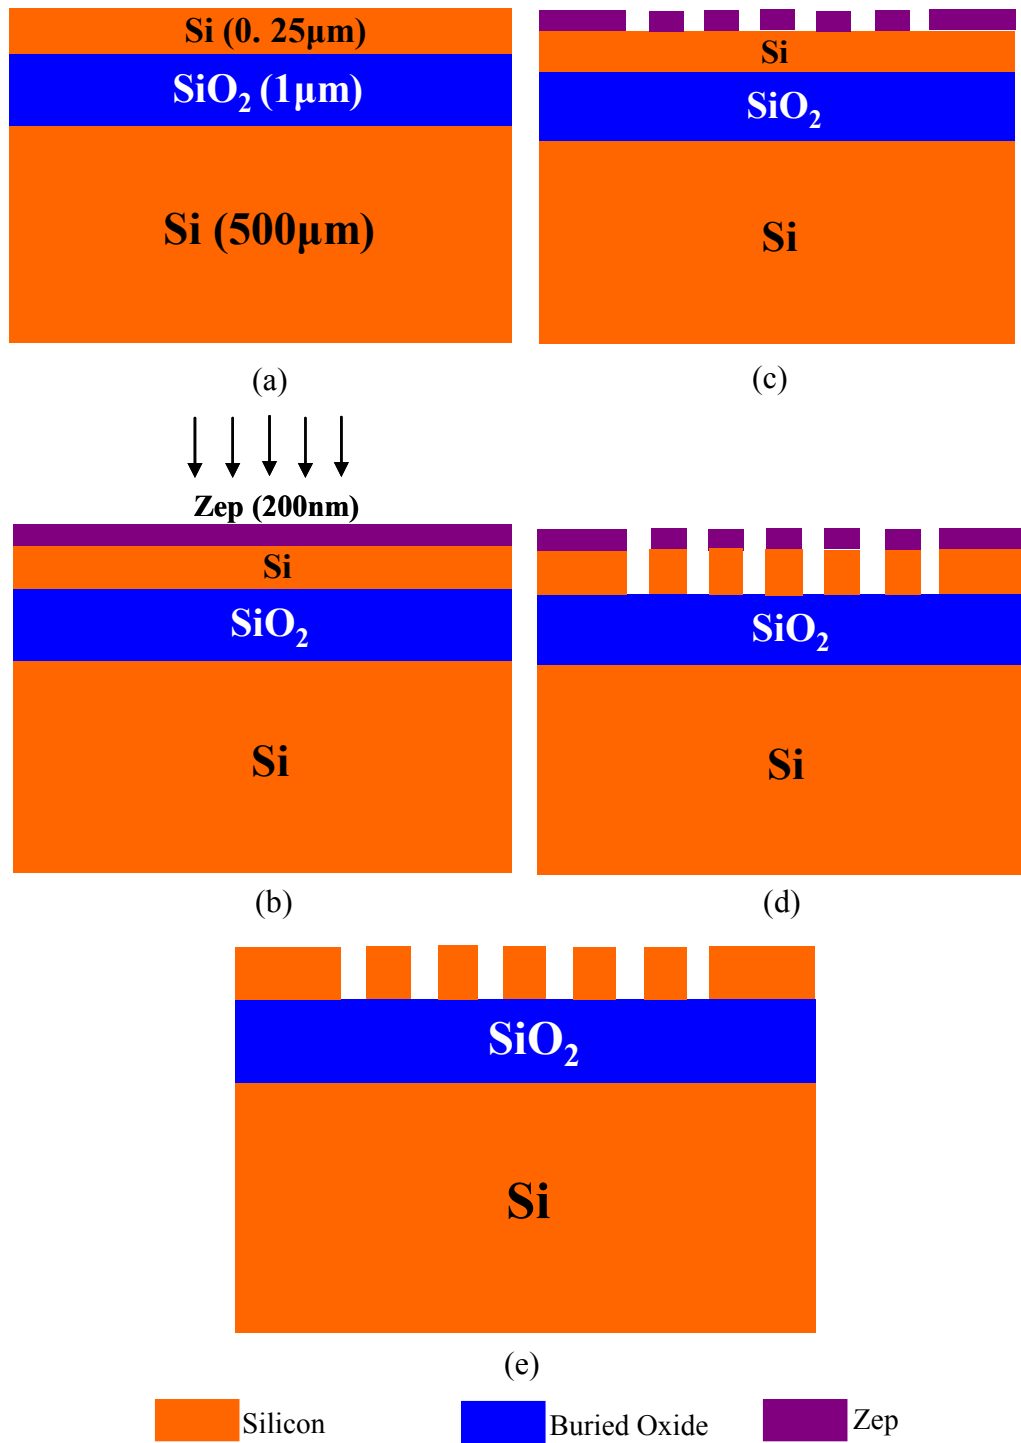 Si (0. 25μm)
SiO₂ (1μm)
Si (500μm)
(a)
Si
SiO₂
Si
(c)
Zep (200nm)
Si
SiO₂
Si
(b)
SiO₂
Si
(d)
SiO₂
Si
(e)
Silicon
Buried Oxide
Zep